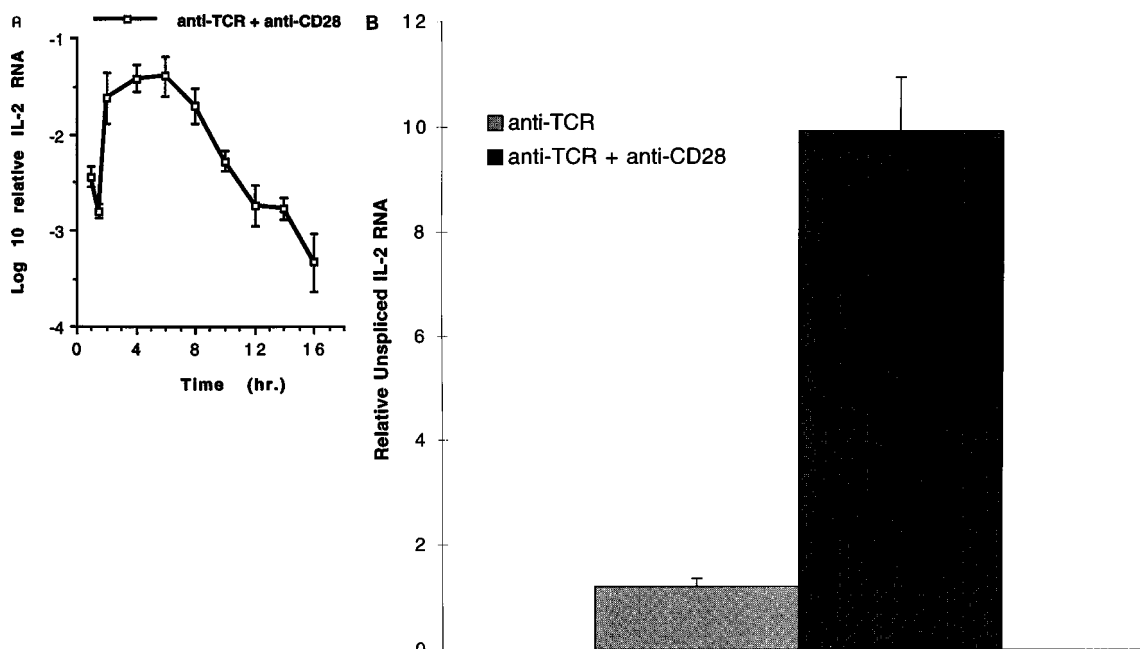 A
anti-TCR + anti-CD28
-1
-2
-3
-4
Log 10 relative IL-2 RNA
0
4
8
12
16
Time (hr.)
B
12
10
8
6
4
2
0
Relative Unspliced IL-2 RNA
anti-TCR
anti-TCR + anti-CD28